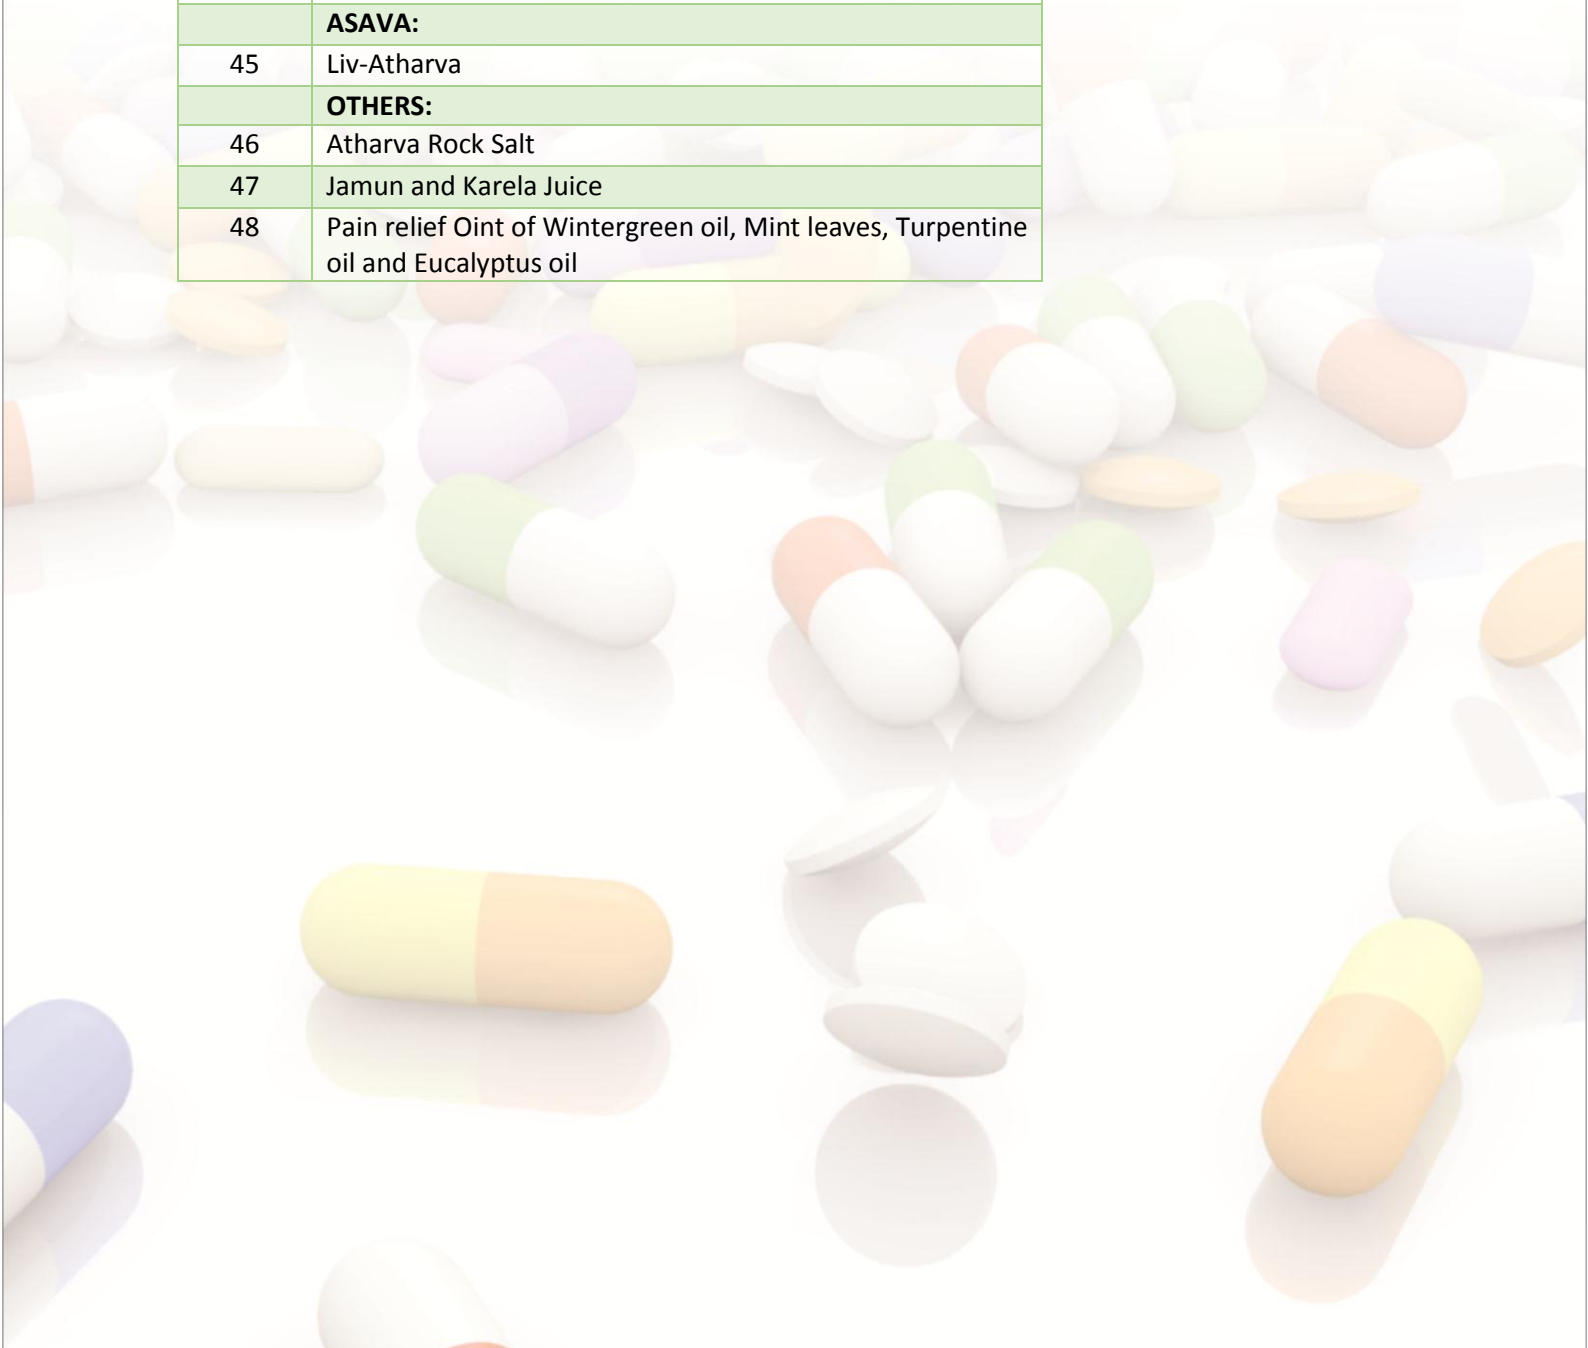 ASAVA:
45 Liv-Atharva
OTHERS:
46 Atharva Rock Salt
47 Jamun and Karela Juice
48 Pain relief Oint of Wintergreen oil, Mint leaves, Turpentine
oil and Eucalyptus oil